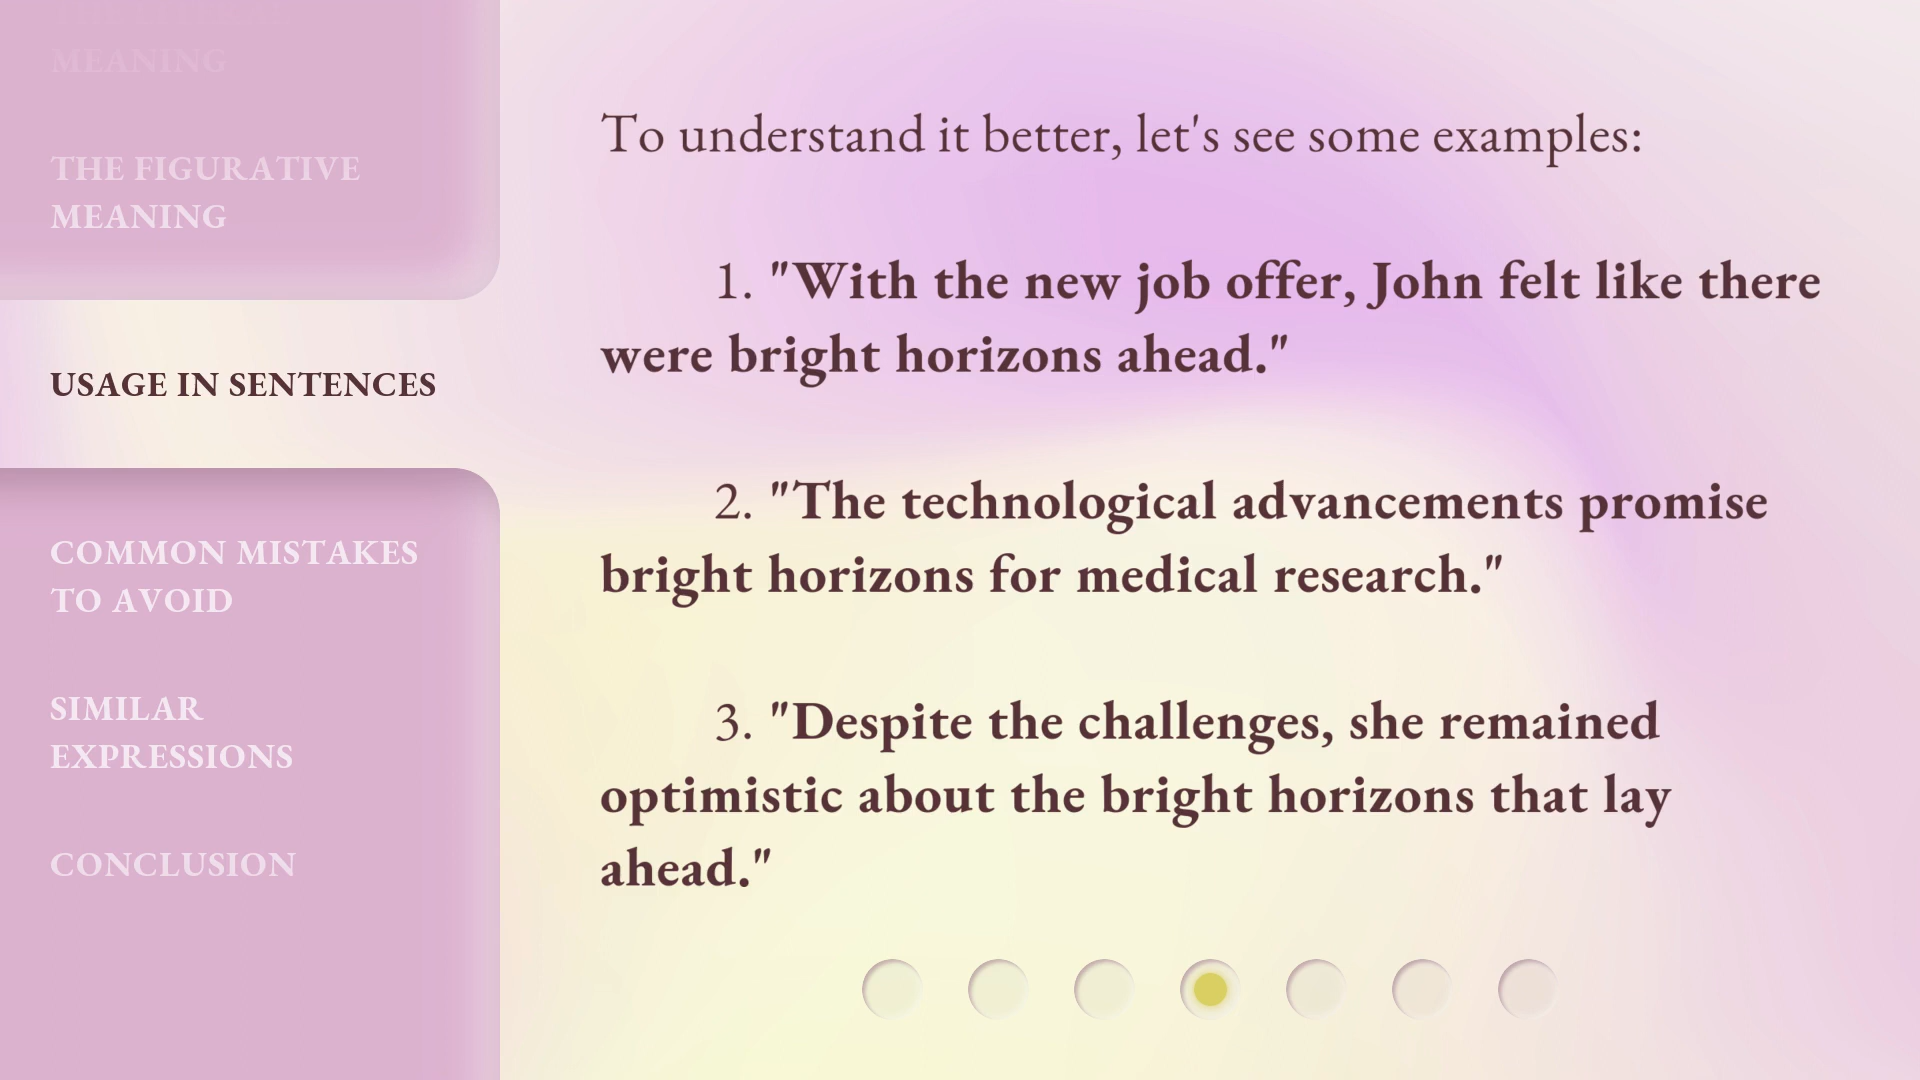 MEANING
THE FIGURATIVE
MEANING
USAGE IN SENTENCES
COMMON MISTAKES
TO AVOID
SIMILAR
EXPRESSIONS
CONCLUSION
To understand it better, let's see some examples:
1. "With the new job offer, John felt like there
were bright horizons ahead."
2. "The technological advancements promise
bright horizons for medical research."
3. "Despite the challenges, she remained
optimistic about the bright horizons that lay
ahead."